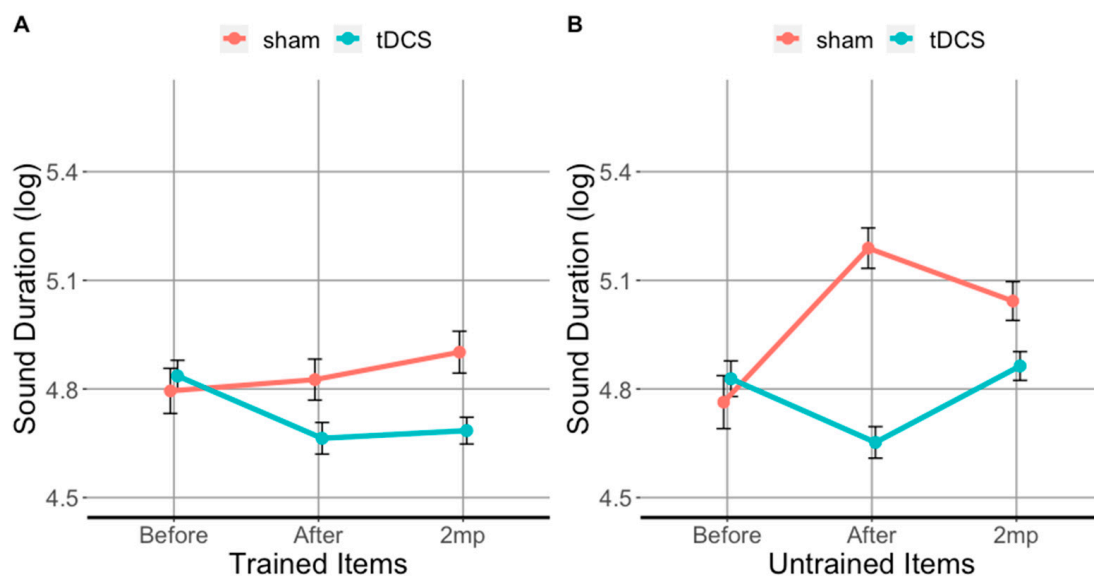 A
sham tDCS
Sound Duration (log)
5.4
5.1
4.8
4.5
Before After 2mp
Trained Items
B
sham tDCS
Sound Duration (log)
5.4
5.1
4.8
4.5
Before After 2mp
Untrained Items